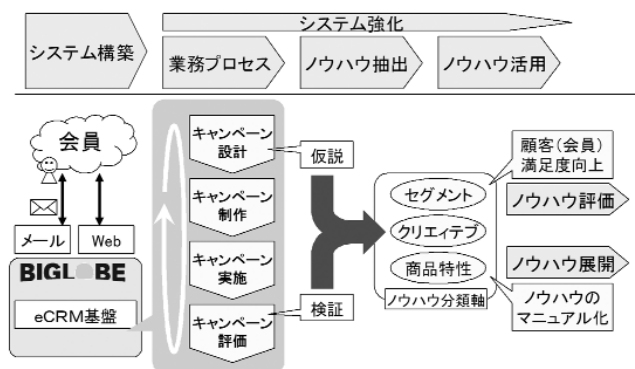 システム強化
システム構築
業務プロセス
ノウハウ抽出
ノウハウ活用
会員
メール
Web
BIGLOBE
eCRM基盤
キャンペーン
設計
キャンペーン
制作
キャンペーン
実施
キャンペーン
評価
仮説
検証
セグメント
クリエィテブ
商品特性
ノウハウ分類軸
顧客(会員)
満足度向上
ノウハウ評価
ノウハウ展開
ノウハウの
マニュアル化